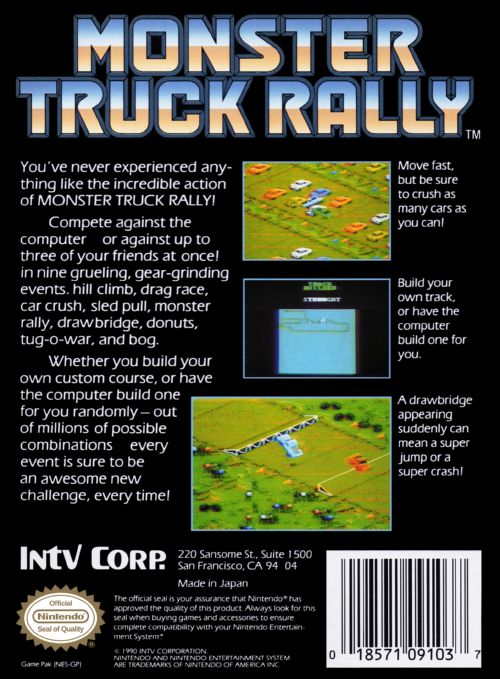 MONSTER
TRUCK RALLY™
You've never experienced any-
thing like the incredible action
of MONSTER TRUCK RALLY!
Compete against the
computer or against up to
three of your friends at once!
in nine grueling, gear-grinding
events. hill climb, drag race,
car crush, sled pull, monster
rally, drawbridge, donuts,
tug-o-war, and bog.
Whether you build your
own custom course, or have
the computer build one
for you randomly — out
of millions of possible
combinations every
event is sure to be
an awesome new
challenge, every time!
Move fast,
but be sure
to crush as
many cars as
you can!
TRACK
BUILDER
STRAIGHT
Build your
own track,
or have the
computer
build one for
you.
A drawbridge
appearing
suddenly can
mean a super
jump or a
super crash!
INTV CORP.
220 Sansome St., Suite 1500
San Francisco, CA 94 04
Made in Japan
Official
Nintendo
Seal of Quality
®
The official seal is your assurance that Nintendo® has
approved the quality of this product. Always look for this
seal when buying games and accessories to ensure
complete compatibility with your Nintendo Entertain-
ment System®.
Game Pak (NES-GP)
© 1990 INTV CORPORATION
NINTENDO AND NINTENDO ENTERTAINMENT SYSTEM
ARE TRADEMARKS OF NINTENDO OF AMERICA INC
0 18571 09103 7